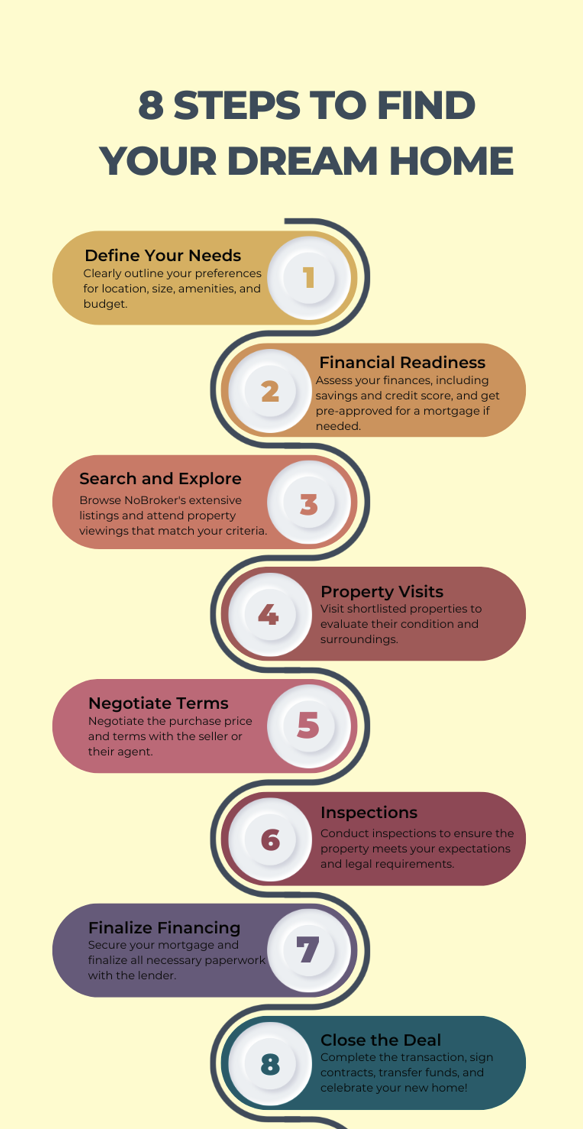 8 STEPS TO FIND
YOUR DREAM HOME
Define Your Needs
Clearly outline your preferences
for location, size, amenities, and
budget.
1
Financial Readiness
Assess your finances, including
savings and credit score, and get
pre-approved for a mortgage if
needed.
2
Search and Explore
Browse NoBroker's extensive
listings and attend property
viewings that match your criteria.
3
Property Visits
Visit shortlisted properties to
evaluate their condition and
surroundings.
4
Negotiate Terms
Negotiate the purchase price
and terms with the seller or
their agent.
5
Inspections
Conduct inspections to ensure the
property meets your expectations
and legal requirements.
6
Finalize Financing
Secure your mortgage and
finalize all necessary paperwork
with the lender.
7
Close the Deal
Complete the transaction, sign
contracts, transfer funds, and
celebrate your new home!
8